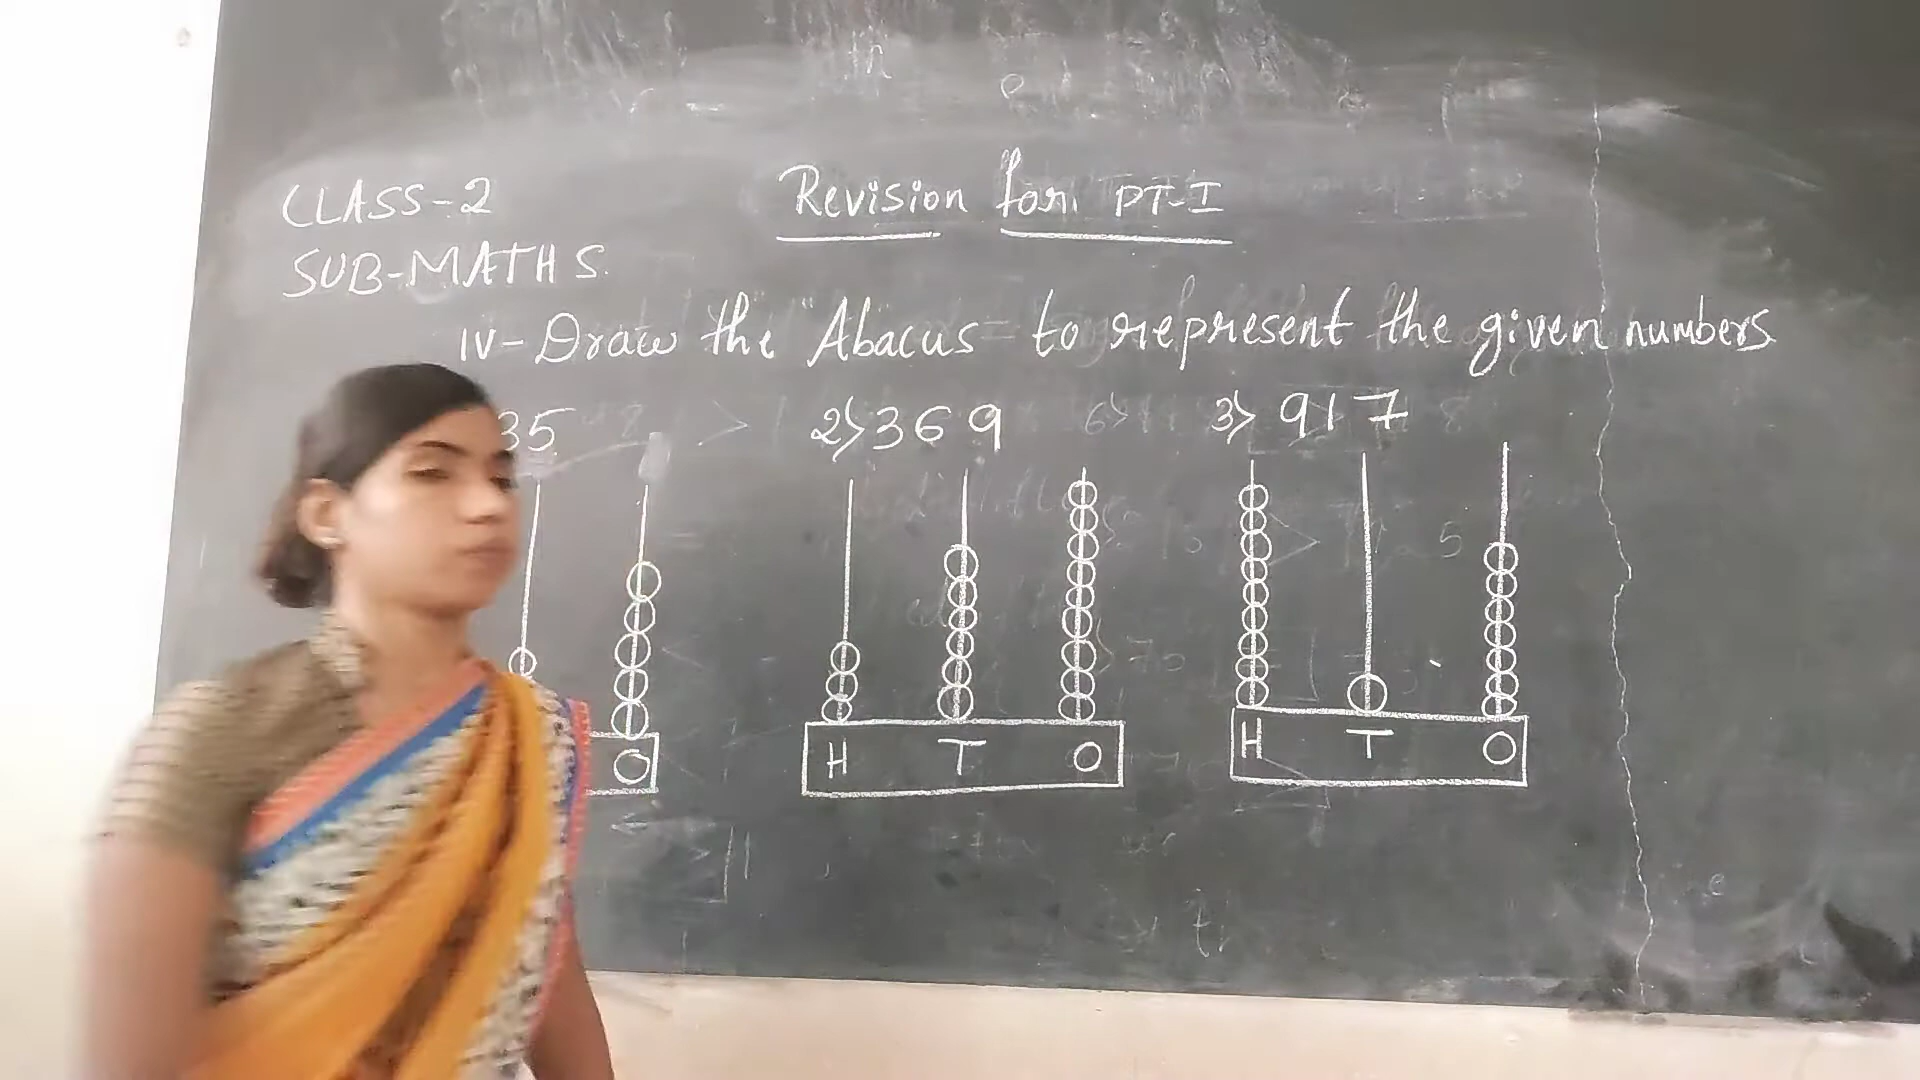 CLASS-2
Revision for PT-I
SUB-MATHS.
IV- Draw the "Abacus" to represent the given numbers
35
2> 369
3> 917
O
H T O
H T O